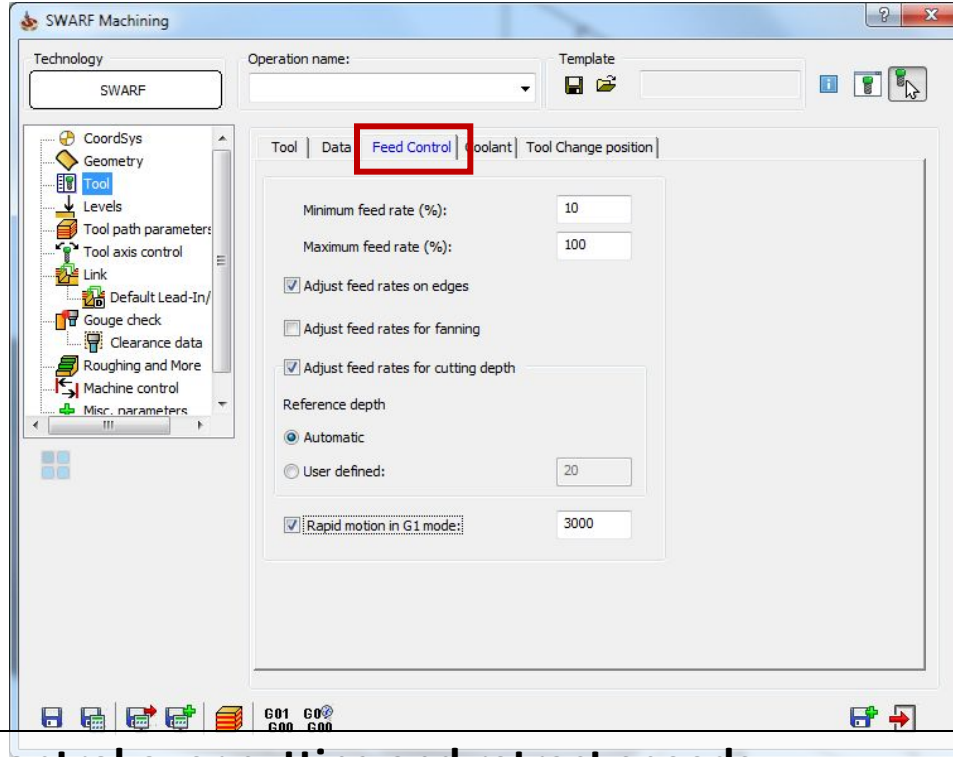 SWARF Machining
Technology
SWARF
Operation name:
Template
CoordSys
Geometry
Tool
Levels
Tool path parameters
Tool axis control
Link
Default Lead-In/
Gouge check
Clearance data
Roughing and More
Machine control
Misc. parameters
Tool Data Feed Control Coolant Tool Change position
Minimum feed rate (%): 10
Maximum feed rate (%): 100
Adjust feed rates on edges
Adjust feed rates for fanning
Adjust feed rates for cutting depth
Reference depth
Automatic
User defined: 20
Rapid motion in G1 mode: 3000
G01 G0
G00 G00